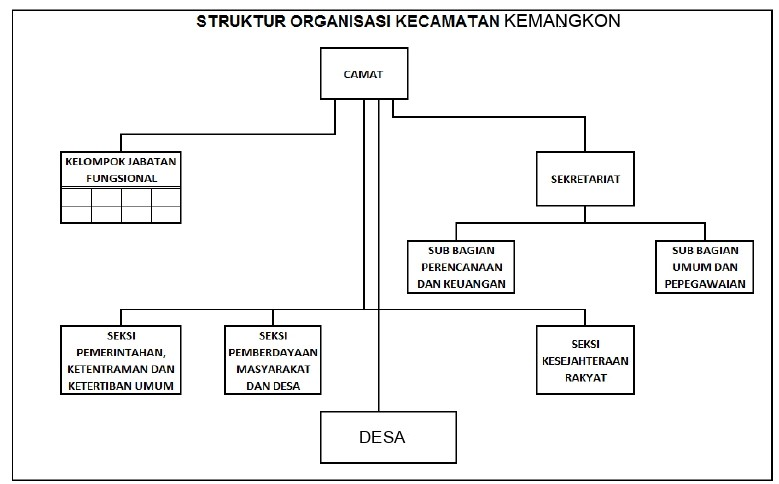 STRUKTUR ORGANISASI KECAMATAN KEMANGKON
CAMAT
KELOMPOK JABATAN
FUNGSIONAL
SEKRETARIAT
SUB BAGIAN
PERENCANAAN
DAN KEUANGAN
SUB BAGIAN
UMUM DAN
PEPEGAWAIAN
SEKSI
PEMERINTAHAN,
KETENTRAMAN DAN
KETERTIBAN UMUM
SEKSI
PEMBERDAYAAN
MASYARAKAT
DAN DESA
SEKSI
KESEJAHTERAAN
RAKYAT
DESA